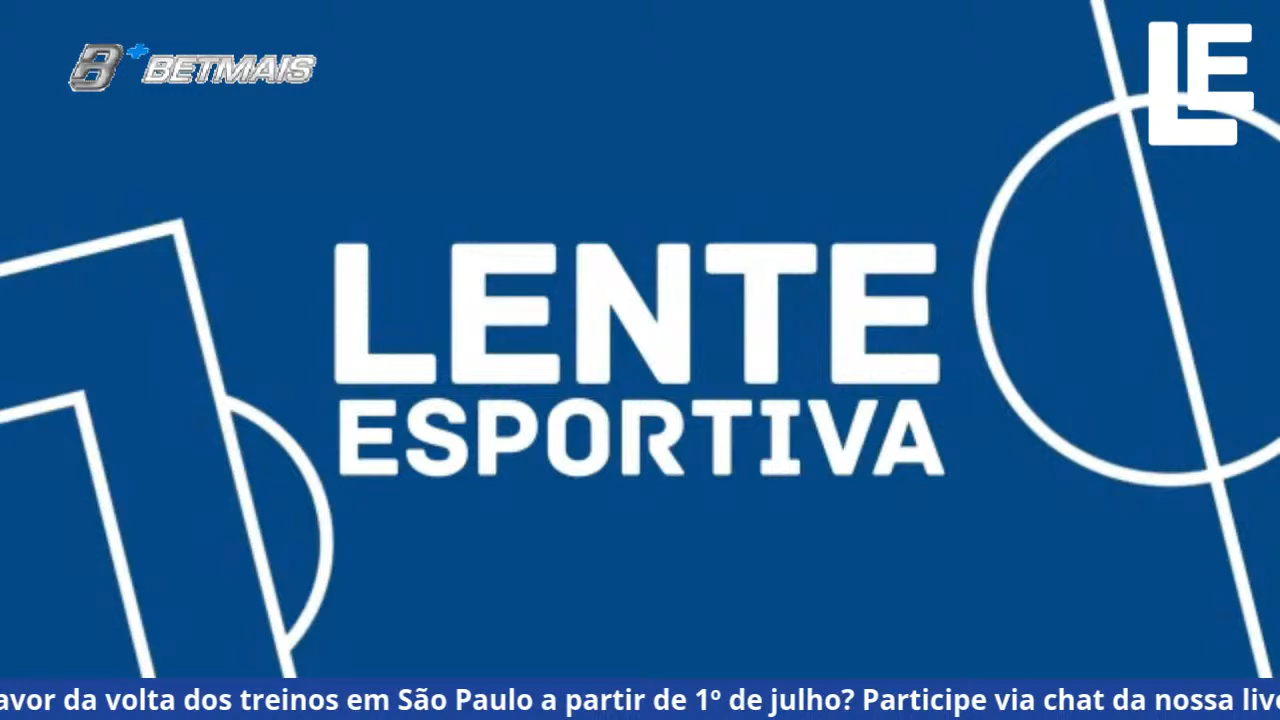 B+ BETMAIS
LE
LENTE
ESPORTIVA
avor da volta dos treinos em São Paulo a partir de 1º de julho? Participe via chat da nossa live